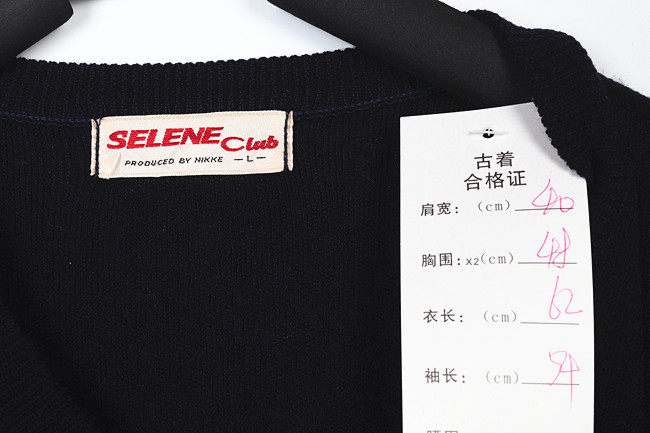 SELENE Club
PRODUCED BY NIKKE —L—
古着
合格证
肩宽: (cm) 40
胸围: X2(cm) 48
衣长: (cm) 62
袖长: (cm) 54